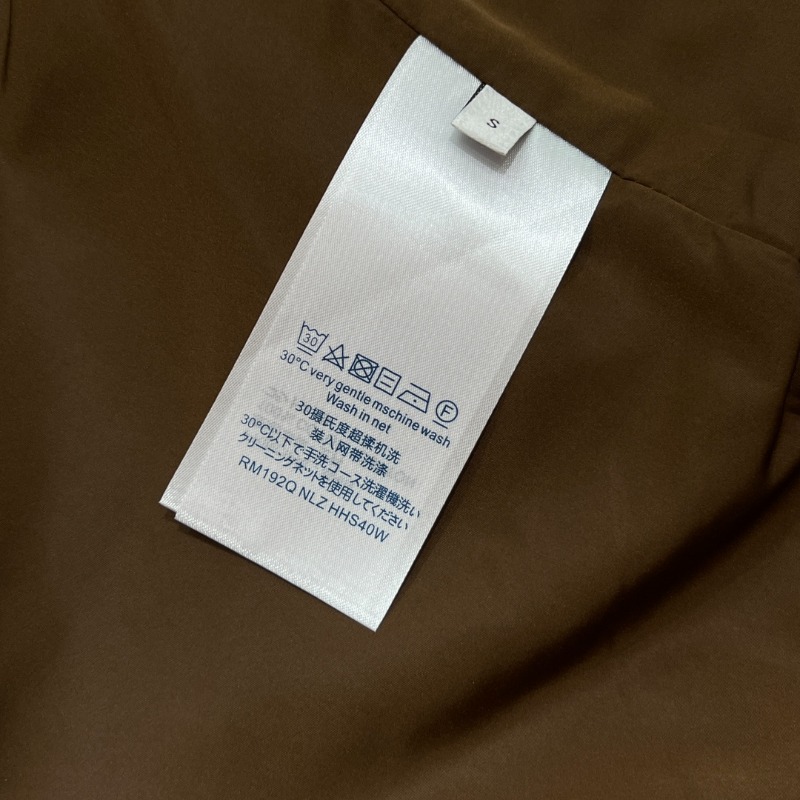 S
30
F
30°C very gentle mschine wash
Wash in net
30摄氏度超揉机洗
装入网带洗涤
30℃以下で手洗コース洗濯機洗い
クリーニングネットを使用してください
RM192Q NLZ HHS40W